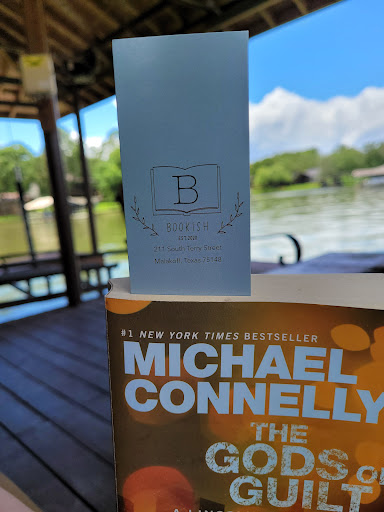 B
BOOKISH
211 South Terry Street,
Malakoff, Texas 75148
#1 NEW YORK TIMES BESTSELLER
MICHAEL
CONNELLY
THE
GODS OF
GUILT